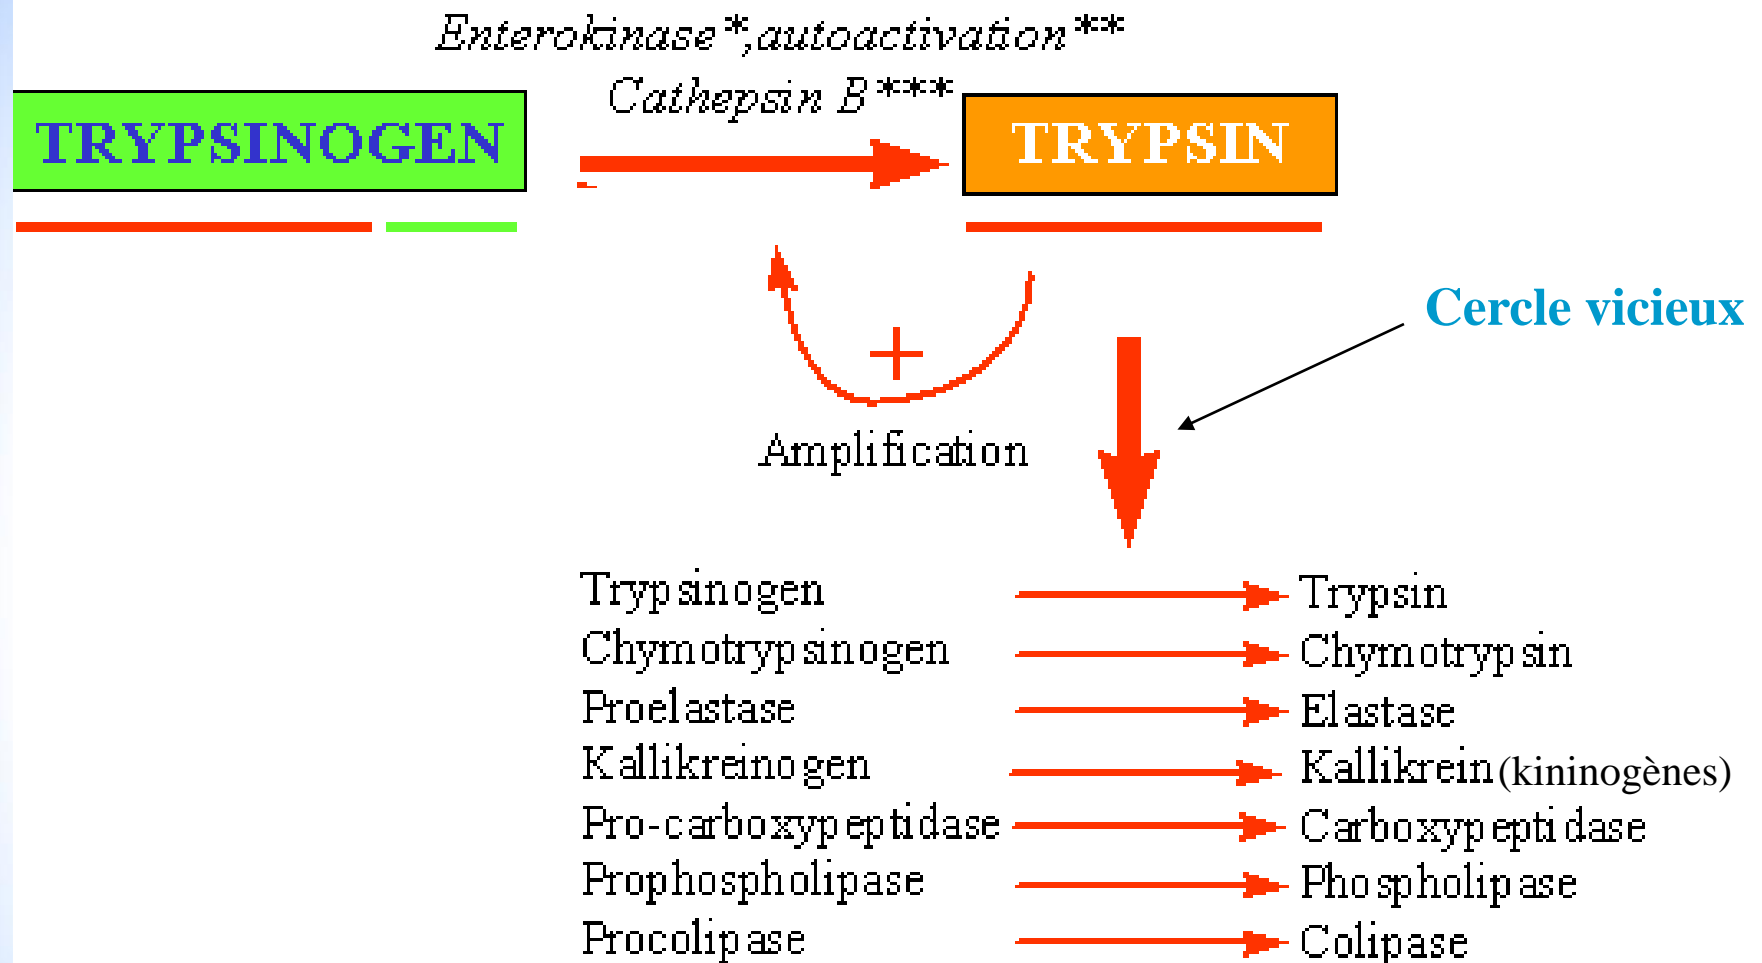 Enterokinase*,autoactivation**
Cathepsin B***
TRYPSINOGEN
TRYPSIN
Cercle vicieux
+
Amplification
Trypsinogen Trypsin
Chymotrypsinogen Chymotrypsin
Proelastase Elastase
Kallikreinogen Kallikrein (kininogènes)
Pro-carboxypeptidase Carboxypeptidase
Prophospholipase Phospholipase
Procolipase Colipase